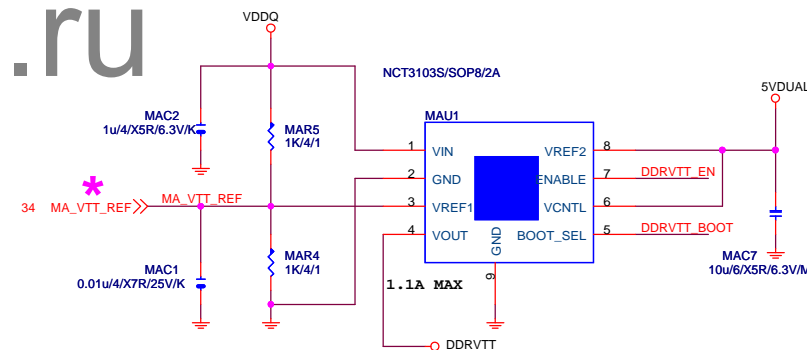 .ru
VDDQ
NCT3103S/SOP8/2A
5VDUAL
MAC2
1u/4/X5R/6.3V/K
MAR5
1K/4/1
MAU1
1 VIN VREF2 8
2 GND ENABLE 7 DDRVTT_EN
34 MA_VTT_REF MA_VTT_REF 3 VREF1 VCNTL 6
4 VOUT GND BOOT_SEL 5 DDRVTT_BOOT
MAC1
0.01u/4/X7R/25V/K
MAR4
1K/4/1
9
1.1A MAX
MAC7
10u/6/X5R/6.3V/M
DDRVTT